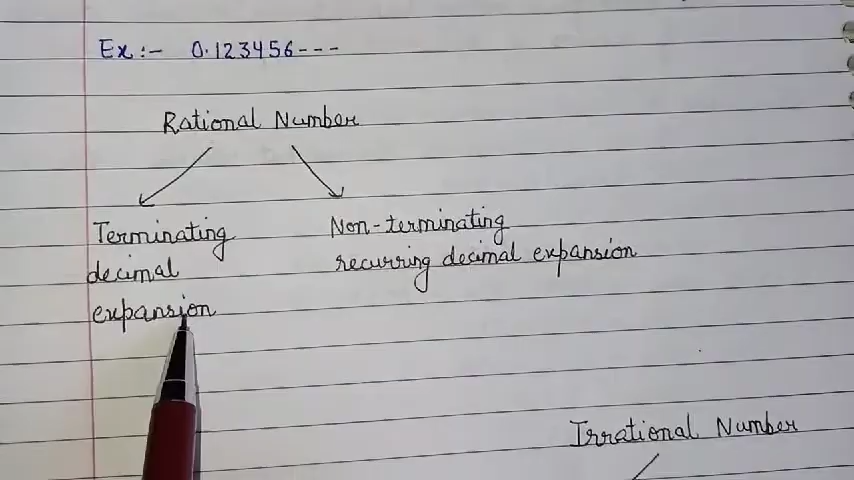 Ex:- 0.123456---
Rational Number
Terminating
decimal
expansion
Non-terminating
recurring decimal expansion
Irrational Number